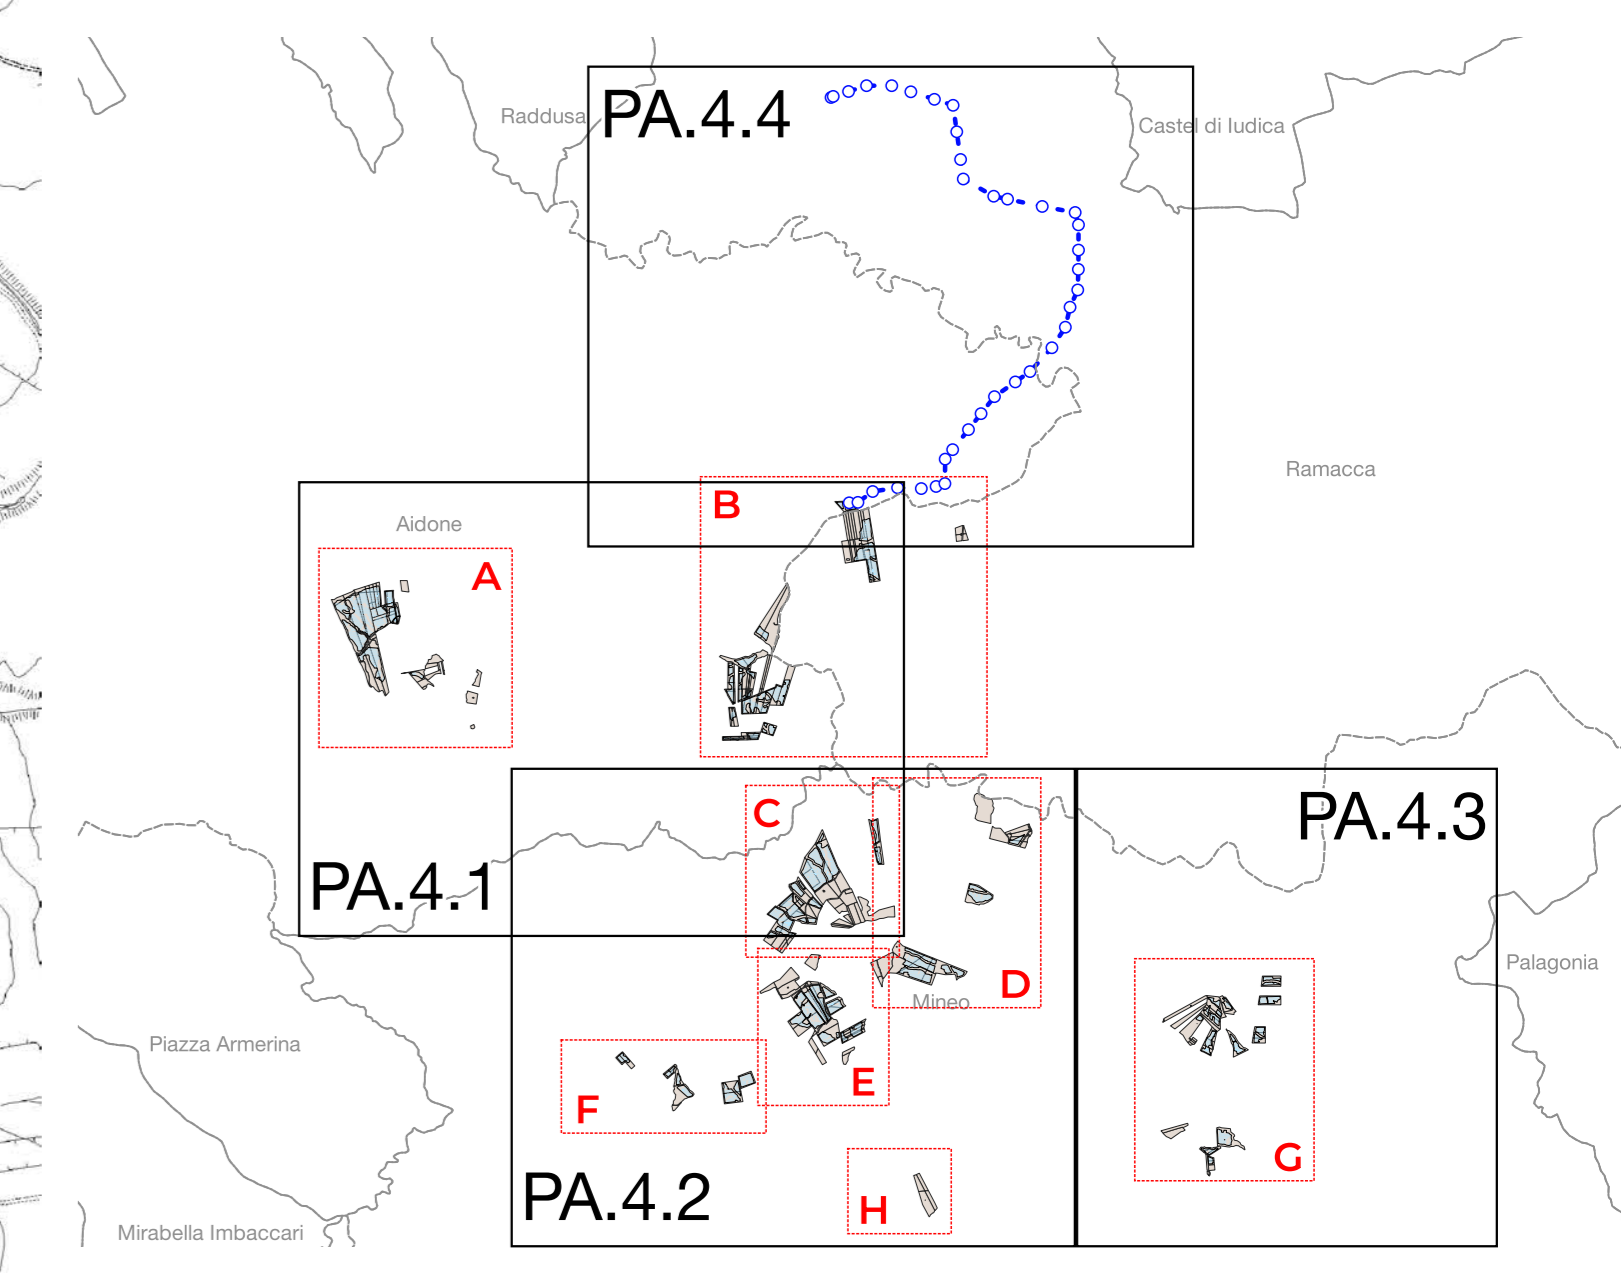 Raddusa
PA.4.4
Castel di Iudica
Ramacca
B
Aidone
A
C
PA.4.3
PA.4.1
Palagonia
D
Mineo
Piazza Armerina
E
F
G
PA.4.2
H
Mirabella Imbaccari